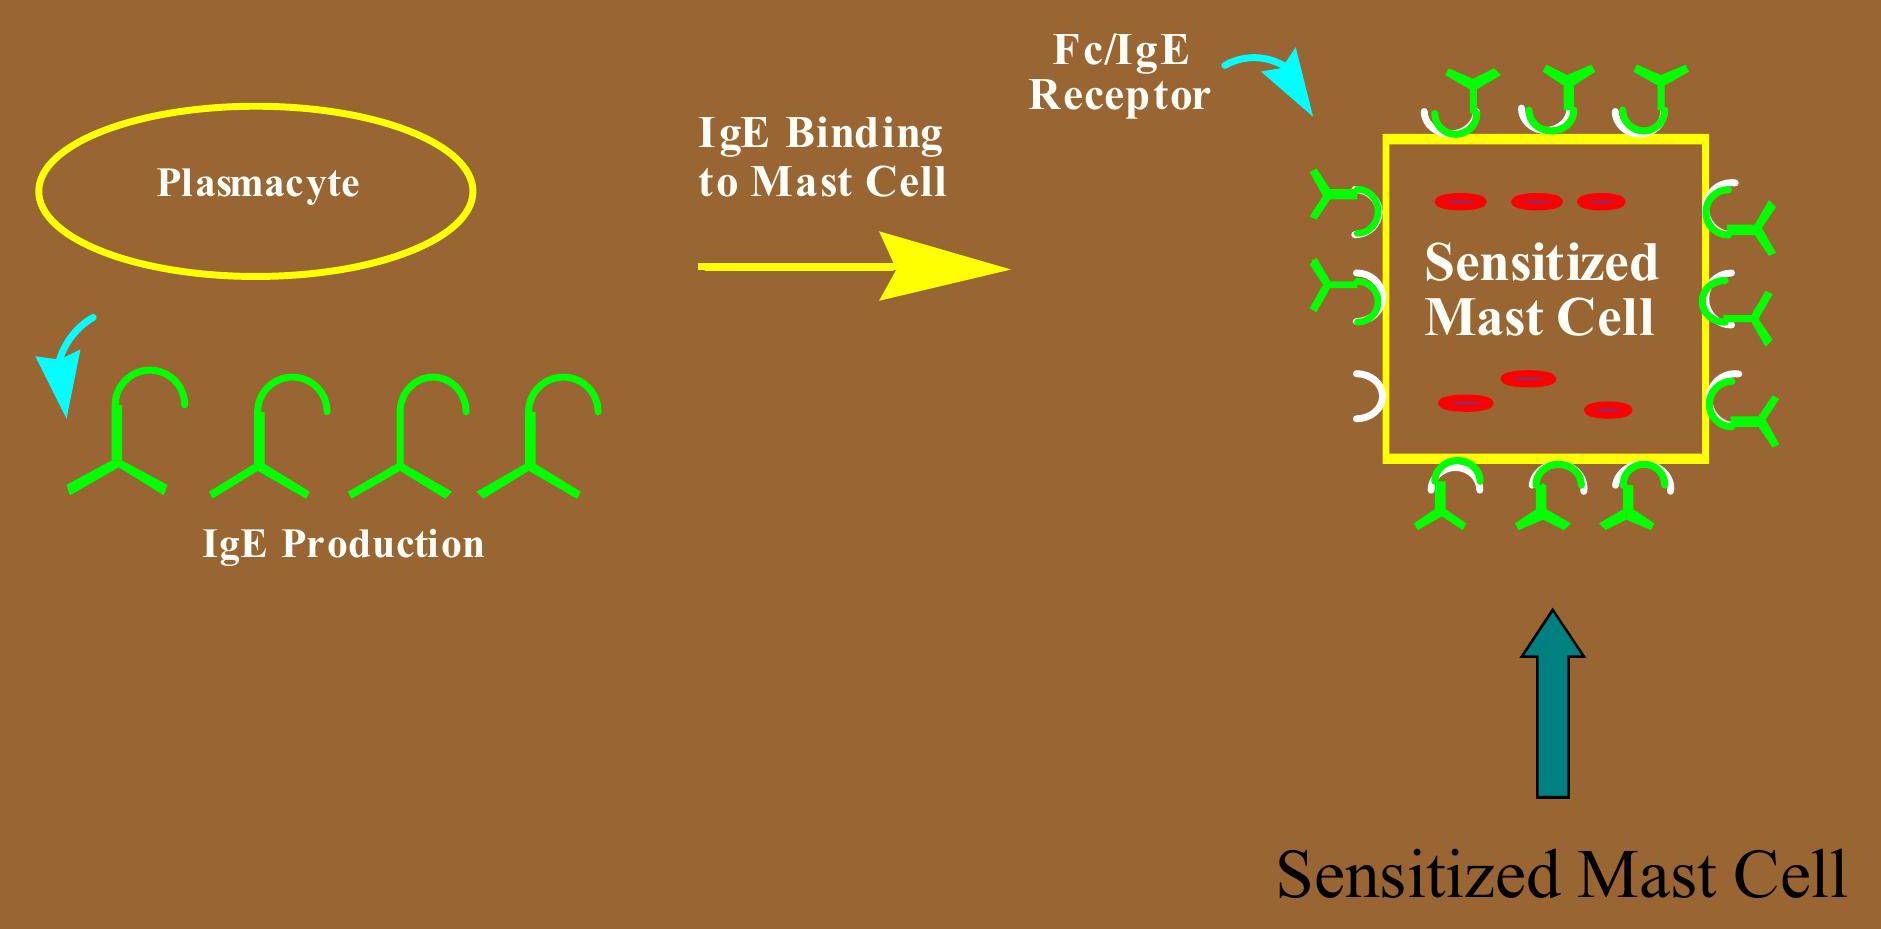 Plasmacyte
IgE Production
IgE Binding
to Mast Cell
Fc/IgE
Receptor
Sensitized
Mast Cell
Sensitized Mast Cell